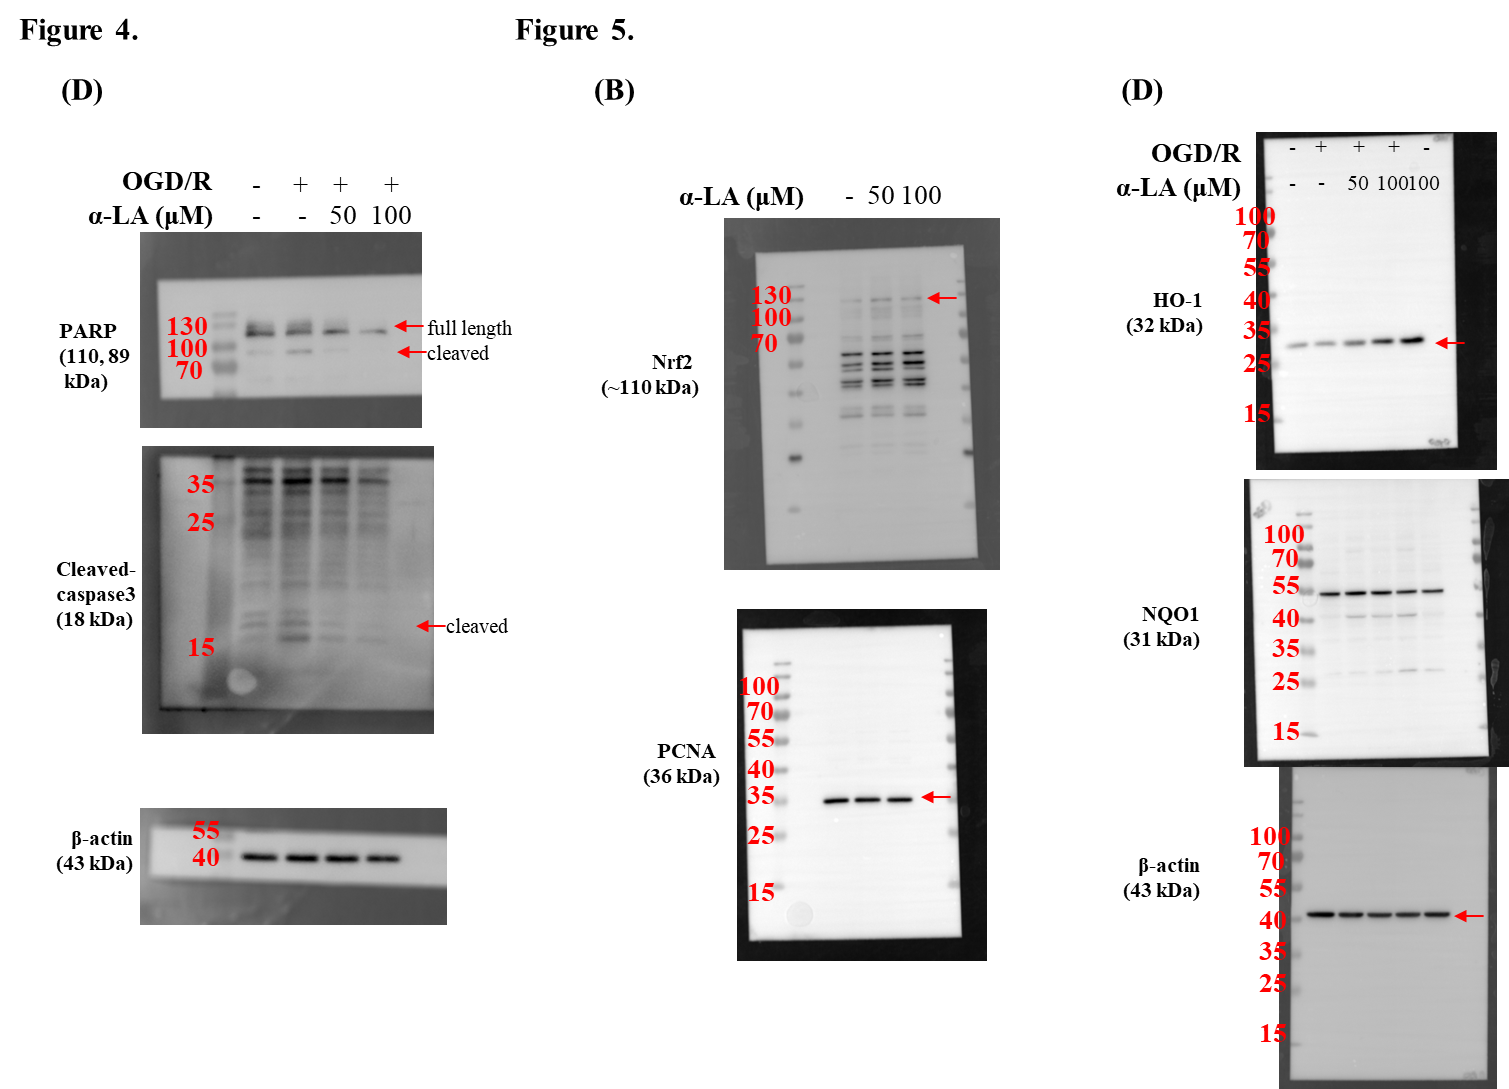 Figure 4.
(D)
OGD/R - + + +
α-LA (μM) - - 50 100
PARP
(110, 89
kDa)
130
100
70
full length
cleaved
Cleaved-
caspase3
(18 kDa)
35
25
15
cleaved
β-actin
(43 kDa)
55
40
Figure 5.
(B)
α-LA (μM) - 50 100
Nrf2
(~110 kDa)
130
100
70
PCNA
(36 kDa)
100
70
55
40
35
25
15
(D)
OGD/R - + + + -
α-LA (μM) - - 50 100 100
HO-1
(32 kDa)
100
70
55
40
35
25
15
NQO1
(31 kDa)
100
70
55
40
35
25
15
β-actin
(43 kDa)
100
70
55
40
35
25
15